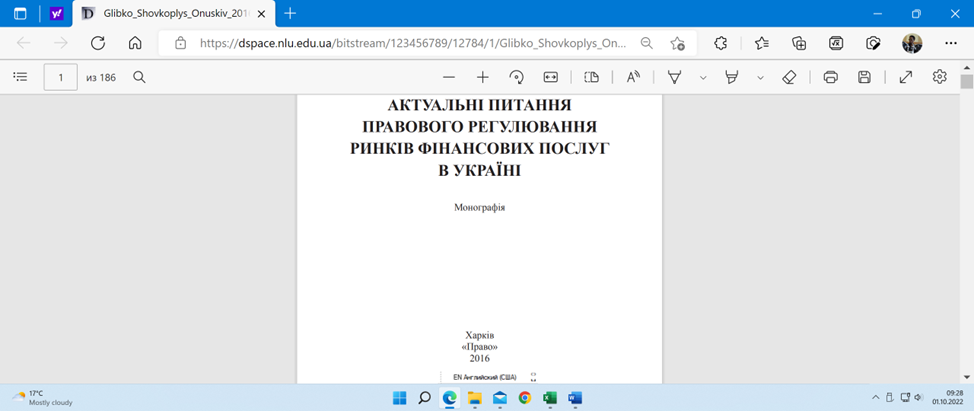 Glibko_Shovkoplys_Onuskiv_201
https://dspace.nlu.edu.ua/bitstream/123456789/12784/1/Glibko_Shovkoplys_On...
1 из 186
АКТУАЛЬНІ ПИТАННЯ
ПРАВОВОГО РЕГУЛЮВАННЯ
РИНКІВ ФІНАНСОВИХ ПОСЛУГ
В УКРАЇНІ
Монографія
Харків
«Право»
2016
EN Английский (США)
17°C
Mostly cloudy
09:28
01.10.2022